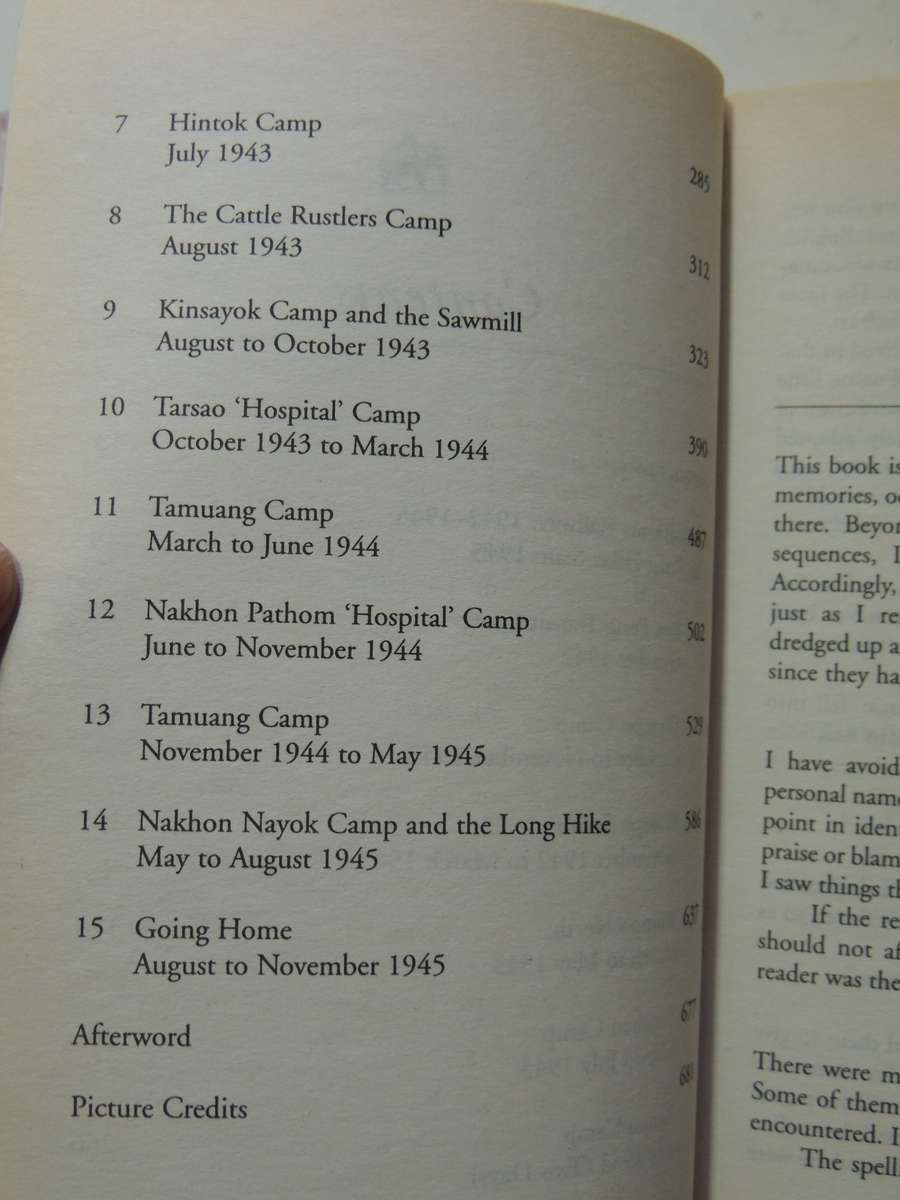 7 Hintok Camp
July 1943 285
8 The Cattle Rustlers Camp
August 1943 312
9 Kinsayok Camp and the Sawmill
August to October 1943 323
10 Tarsao ‘Hospital’ Camp
October 1943 to March 1944 390
11 Tamuang Camp
March to June 1944 487
12 Nakhon Pathom ‘Hospital’ Camp
June to November 1944 502
13 Tamuang Camp
November 1944 to May 1945 529
14 Nakhon Nayok Camp and the Long Hike
May to August 1945 586
15 Going Home
August to November 1945 637
Afterword 677
Picture Credits
This book is
memories, o
there. Beyo
sequences, I
Accordingly,
just as I re
dredged up a
since they ha
I have avoid
personal name
point in iden
praise or blam
I saw things th
If the re
should not af
reader was the
There were m
Some of them
encountered. I
The spell